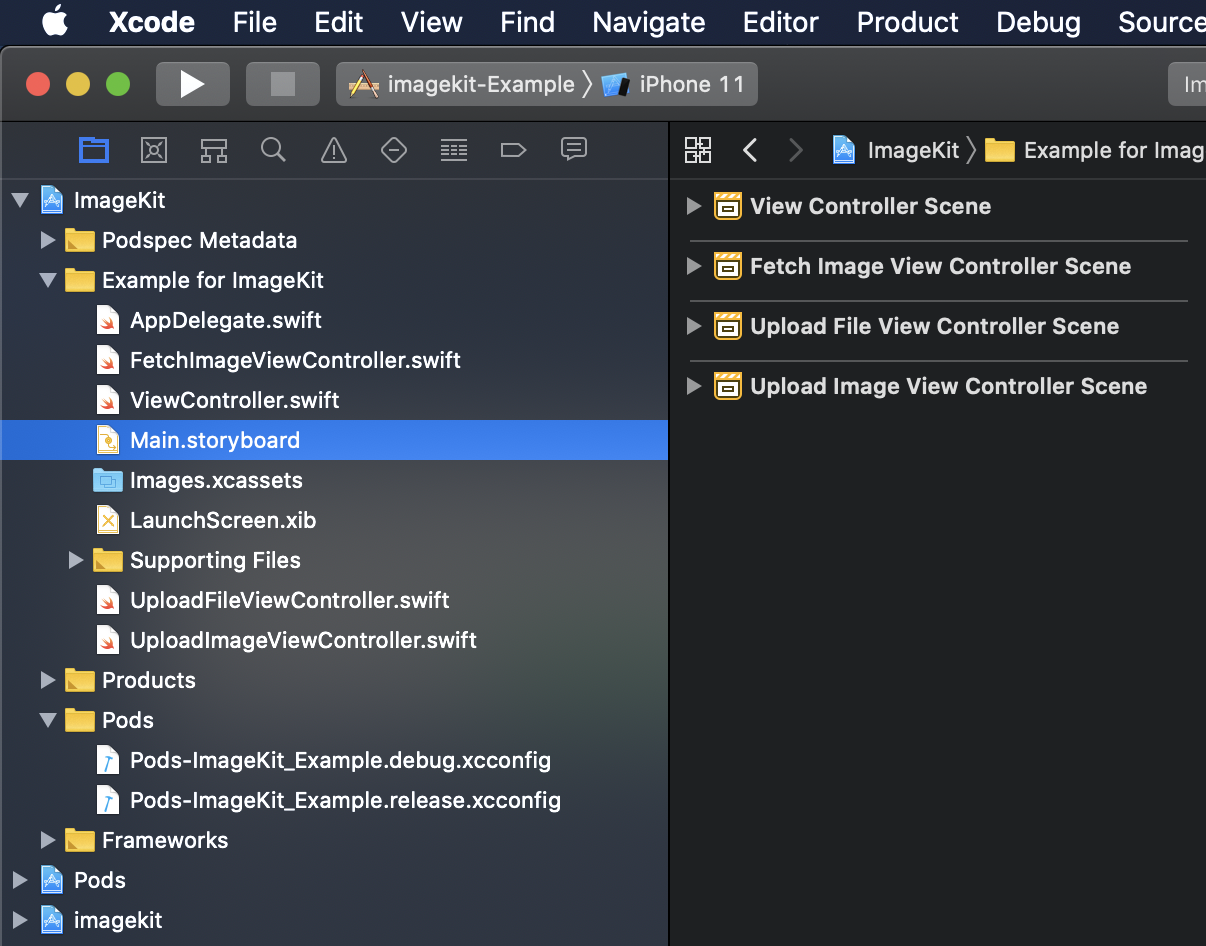 Xcode File Edit View Find Navigate Editor Product Debug Source
imagekit-Example iPhone 11 Im
ImageKit Example for Imag
ImageKit
Podspec Metadata
Example for ImageKit
AppDelegate.swift
FetchImageViewController.swift
ViewController.swift
Main.storyboard
Images.xcassets
LaunchScreen.xib
Supporting Files
UploadFileViewController.swift
UploadImageViewController.swift
Products
Pods
Pods-ImageKit_Example.debug.xcconfig
Pods-ImageKit_Example.release.xcconfig
Frameworks
Pods
imagekit
View Controller Scene
Fetch Image View Controller Scene
Upload File View Controller Scene
Upload Image View Controller Scene